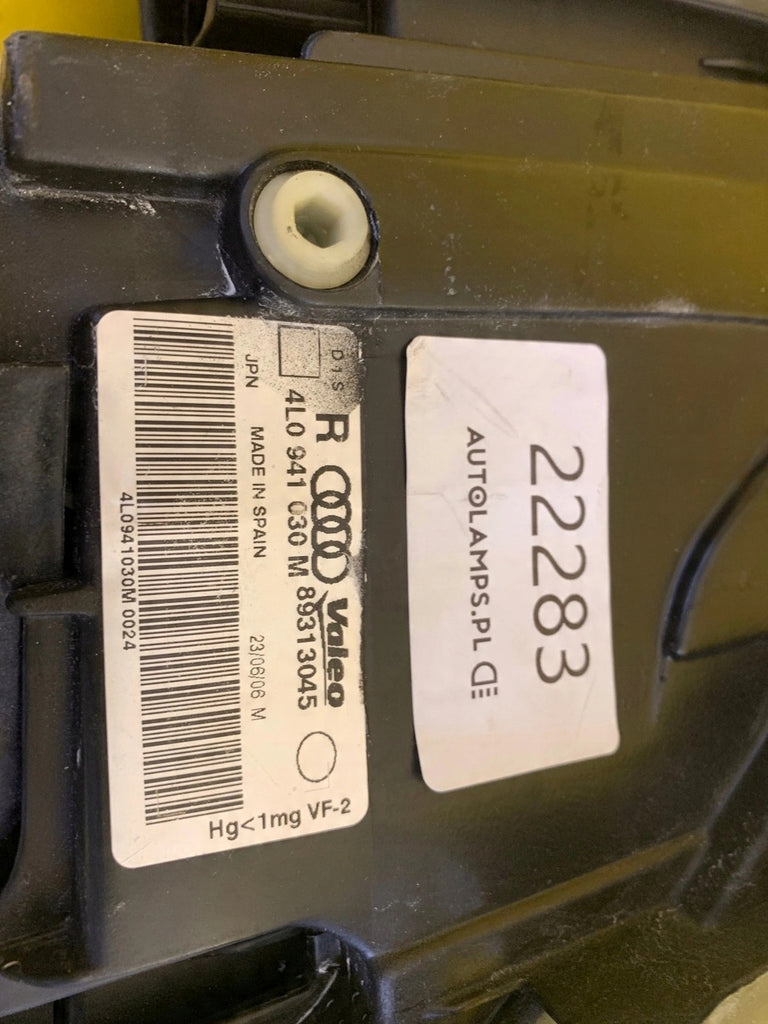 D1S
R Valeo
4L0 941 030 M 89313045
JPN MADE IN SPAIN 23/06/06 M
4L0941030M 0024
Hg<1mg VF-2
22283
AUTOLAMPS.PL